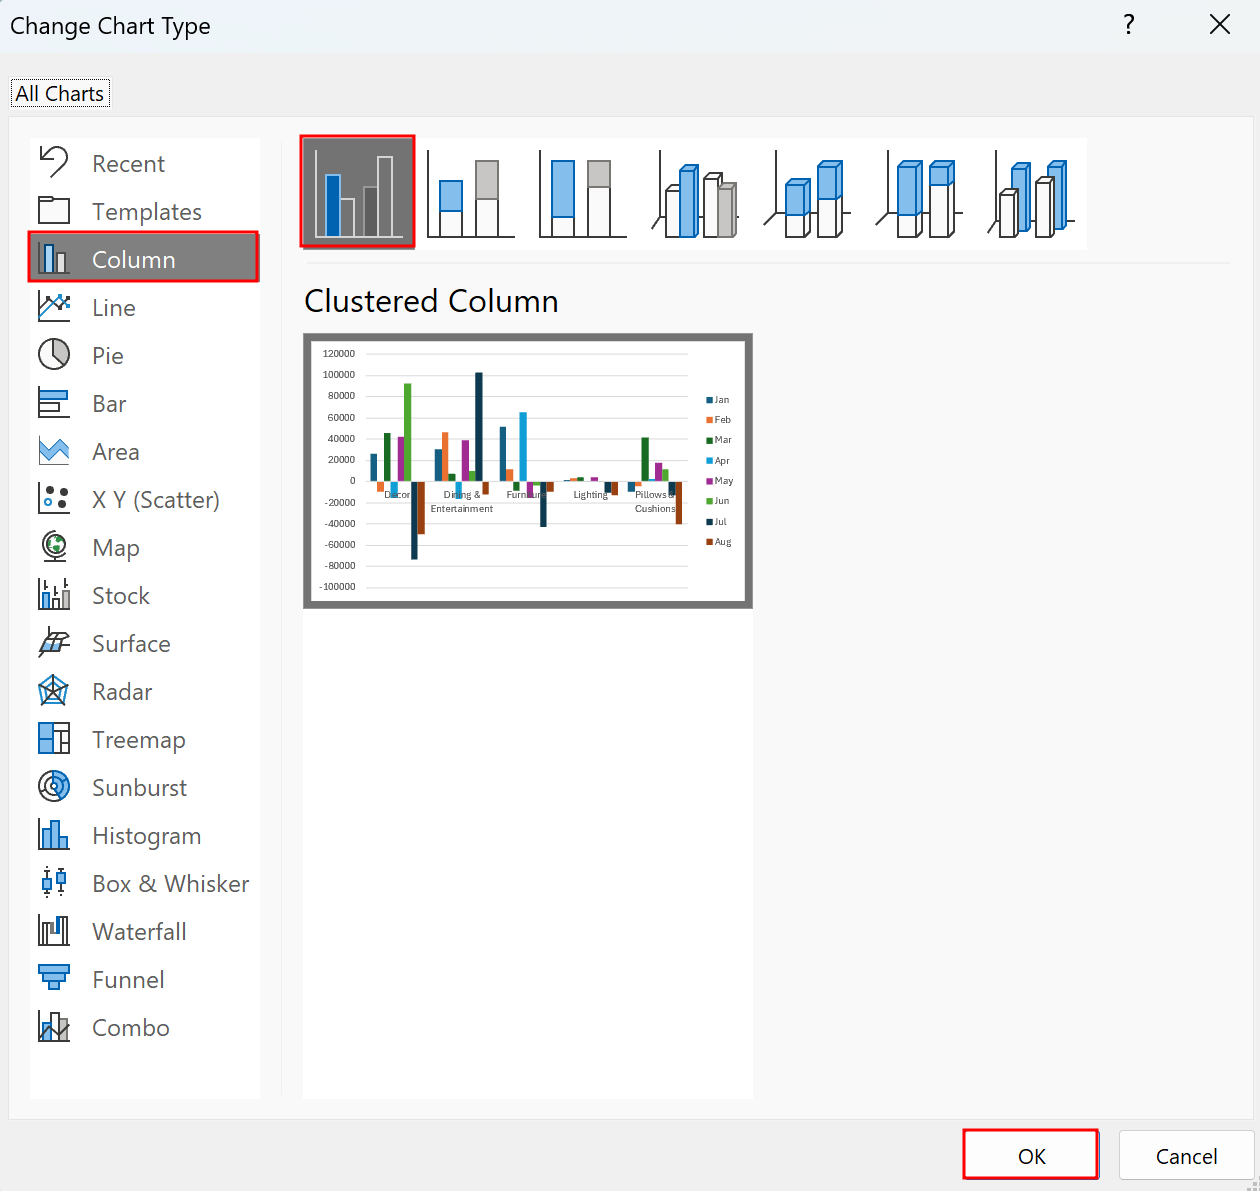 Change Chart Type
?
All Charts
Recent
Templates
Column
Line
Pie
Bar
Area
X Y (Scatter)
Map
Stock
Surface
Radar
Treemap
Sunburst
Histogram
Box & Whisker
Waterfall
Funnel
Combo
Clustered Column
120000
100000
80000
60000
40000
20000
0
-20000
-40000
-60000
-80000
-100000
Decor
Dining &
Entertainment
Furniture
Lighting
Pillows &
Cushions
Jan
Feb
Mar
Apr
May
Jun
Jul
Aug
OK
Cancel